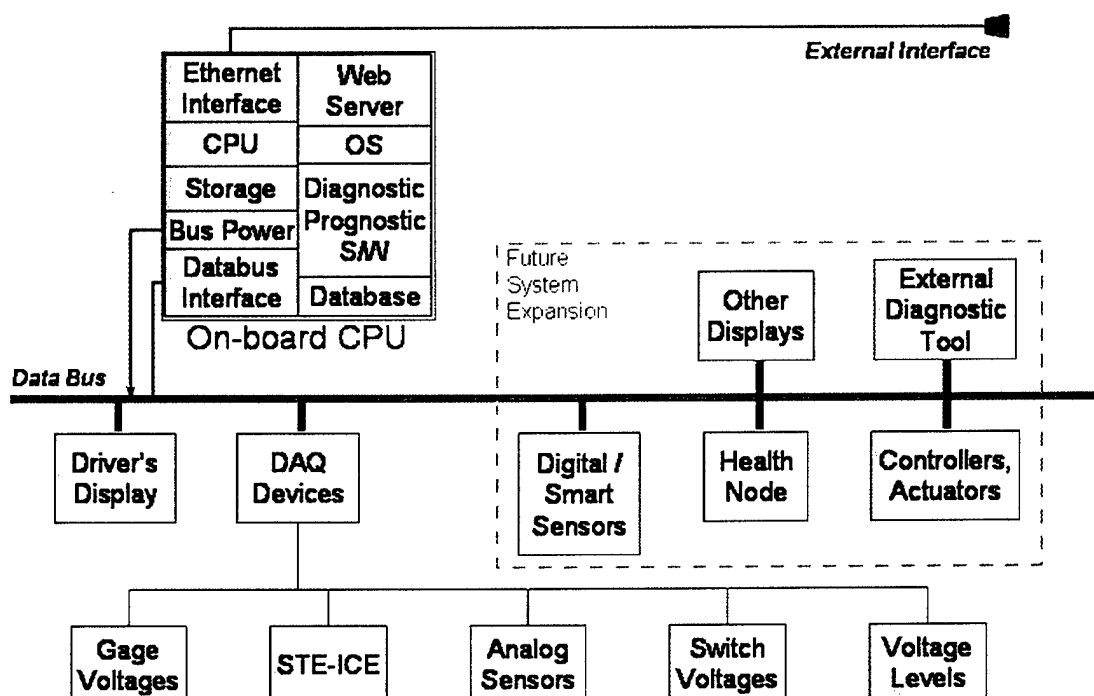 External Interface
Ethernet
Interface
Web
Server
CPU
OS
Storage
Diagnostic
Prognostic
S/W
Bus Power
Databus
Interface
Database
On-board CPU
Future
System
Expansion
Other
Displays
External
Diagnostic
Tool
Data Bus
Driver's
Display
DAQ
Devices
Digital /
Smart
Sensors
Health
Node
Controllers,
Actuators
Gage
Voltages
STE-ICE
Analog
Sensors
Switch
Voltages
Voltage
Levels